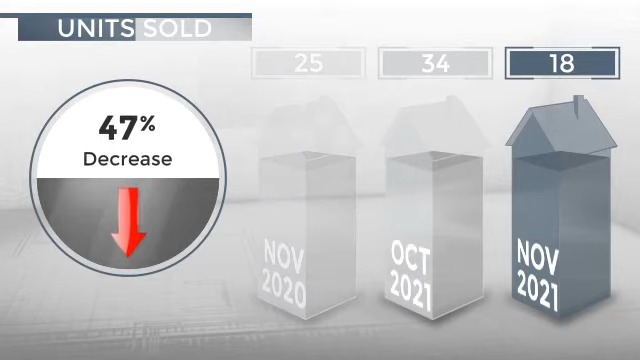 UNITS SOLD
25
34
18
47%
Decrease
NOV
2020
OCT
2021
NOV
2021